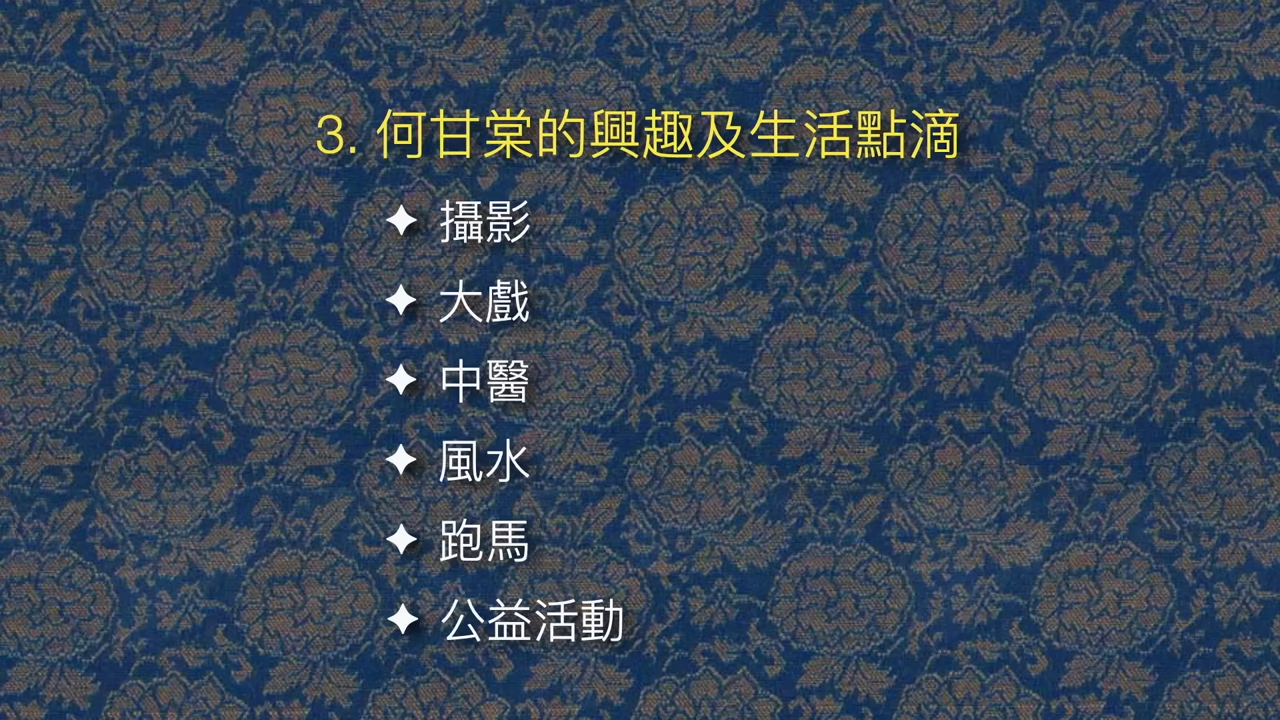 3. 何甘棠的興趣及生活點滴
✦ 攝影
✦ 大戲
✦ 中醫
✦ 風水
✦ 跑馬
✦ 公益活動